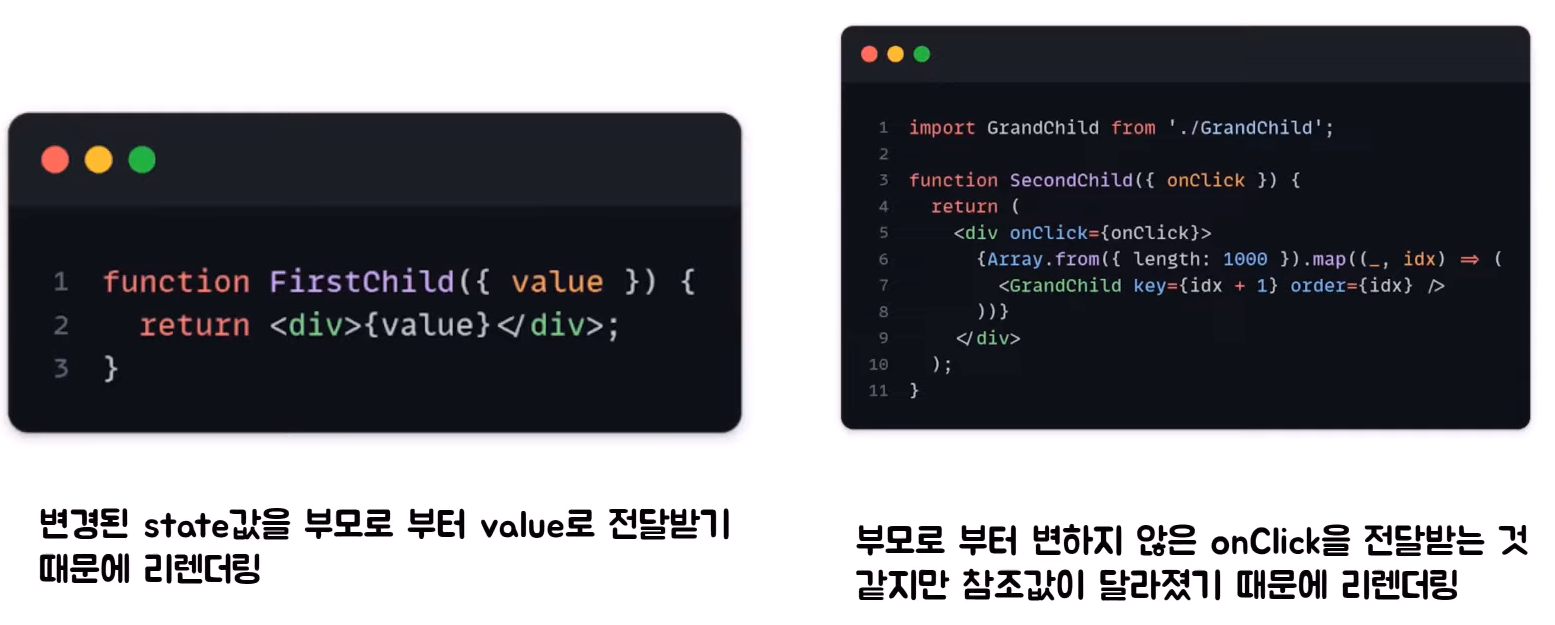 1 function FirstChild({ value }) {
2   return <div>{value}</div>;
3 }
변경된 state값을 부모로 부터 value로 전달받기
때문에 리렌더링
1 import GrandChild from './GrandChild';
2
3 function SecondChild({ onClick }) {
4   return (
5     <div onClick={onClick}>
6       {Array.from({ length: 1000 }).map((_, idx) => (
7         <GrandChild key={idx + 1} order={idx} />
8       ))}
9     </div>
10   );
11 }
부모로 부터 변하지 않은 onClick을 전달받는 것
같지만 참조값이 달라졌기 때문에 리렌더링